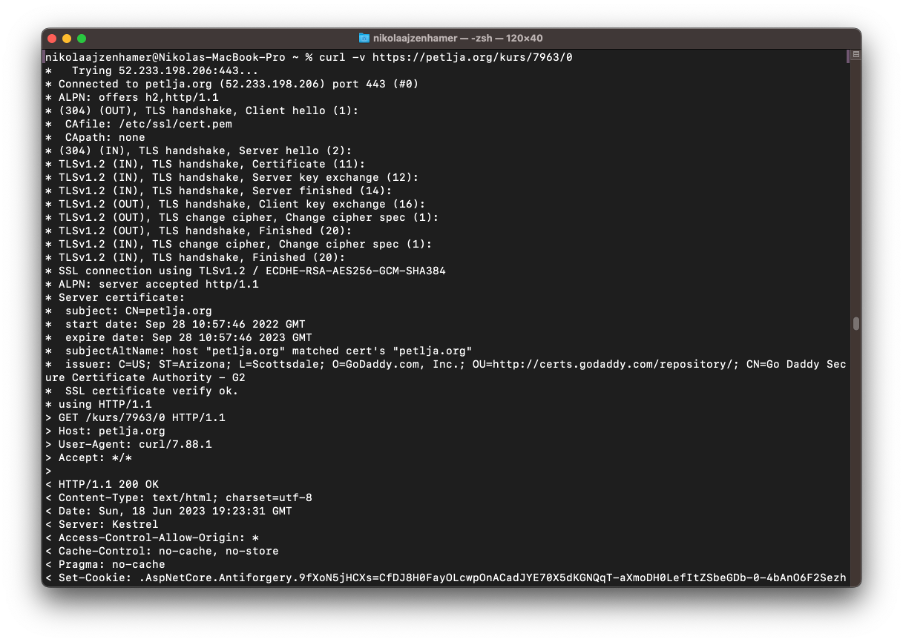 nikolaajzenhamer — -zsh — 120×40
nikolaajzenhamer@Nikolas-MacBook-Pro ~ % curl -v https://petlja.org/kurs/7963/0
*   Trying 52.233.198.206:443...
* Connected to petlja.org (52.233.198.206) port 443 (#0)
* ALPN: offers h2,http/1.1
* (304) (OUT), TLS handshake, Client hello (1):
*  CAfile: /etc/ssl/cert.pem
*  CApath: none
* (304) (IN), TLS handshake, Server hello (2):
* TLSv1.2 (IN), TLS handshake, Certificate (11):
* TLSv1.2 (IN), TLS handshake, Server key exchange (12):
* TLSv1.2 (IN), TLS handshake, Server finished (14):
* TLSv1.2 (OUT), TLS handshake, Client key exchange (16):
* TLSv1.2 (OUT), TLS change cipher, Change cipher spec (1):
* TLSv1.2 (OUT), TLS handshake, Finished (20):
* TLSv1.2 (IN), TLS change cipher, Change cipher spec (1):
* TLSv1.2 (IN), TLS handshake, Finished (20):
* SSL connection using TLSv1.2 / ECDHE-RSA-AES256-GCM-SHA384
* ALPN: server accepted http/1.1
* Server certificate:
*  subject: CN=petlja.org
*  start date: Sep 28 10:57:46 2022 GMT
*  expire date: Sep 28 10:57:46 2023 GMT
*  subjectAltName: host "petlja.org" matched cert's "petlja.org"
*  issuer: C=US; ST=Arizona; L=Scottsdale; O=GoDaddy.com, Inc.; OU=http://certs.godaddy.com/repository/; CN=Go Daddy Sec
ure Certificate Authority - G2
*  SSL certificate verify ok.
* using HTTP/1.1
> GET /kurs/7963/0 HTTP/1.1
> Host: petlja.org
> User-Agent: curl/7.88.1
> Accept: */*
>
< HTTP/1.1 200 OK
< Content-Type: text/html; charset=utf-8
< Date: Sun, 18 Jun 2023 19:23:31 GMT
< Server: Kestrel
< Access-Control-Allow-Origin: *
< Cache-Control: no-cache, no-store
< Pragma: no-cache
< Set-Cookie: .AspNetCore.Antiforgery.9fXoN5jHCXs=CfDJ8H0FayOLcwpOnACadJYE70X5dKGNQqT-aXmoDH0LefItZSbeGDb-0-4bAnO6F2Sezh